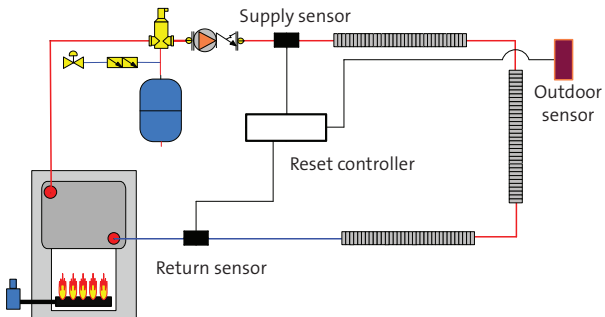 Supply sensor
Outdoor
sensor
Reset controller
Return sensor